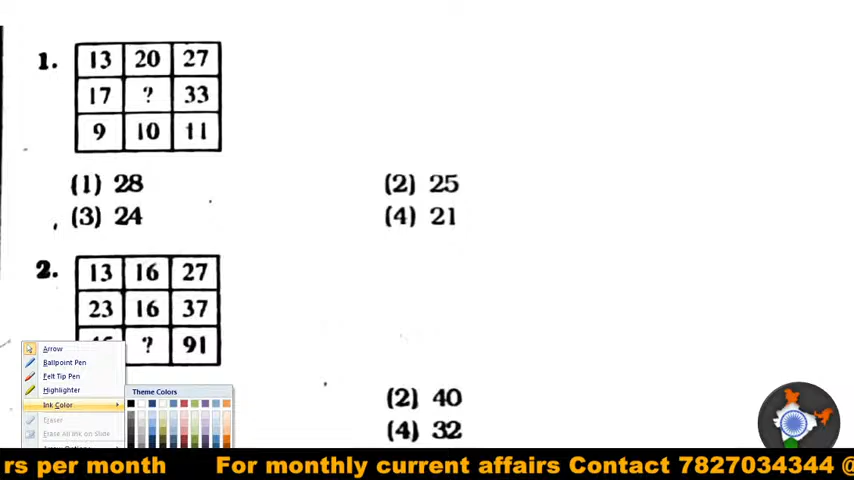 1. 13 20 27
17 ? 33
9 10 11
(1) 28 (2) 25
(3) 24 (4) 21
2. 13 16 27
23 16 37
? 91
Arrow
Ballpoint Pen
Felt Tip Pen
Highlighter
Ink Color
Theme Colors
Eraser
Erase All Ink on Slide
(2) 40
(4) 32
rs per month For monthly current affairs Contact 7827034344 @